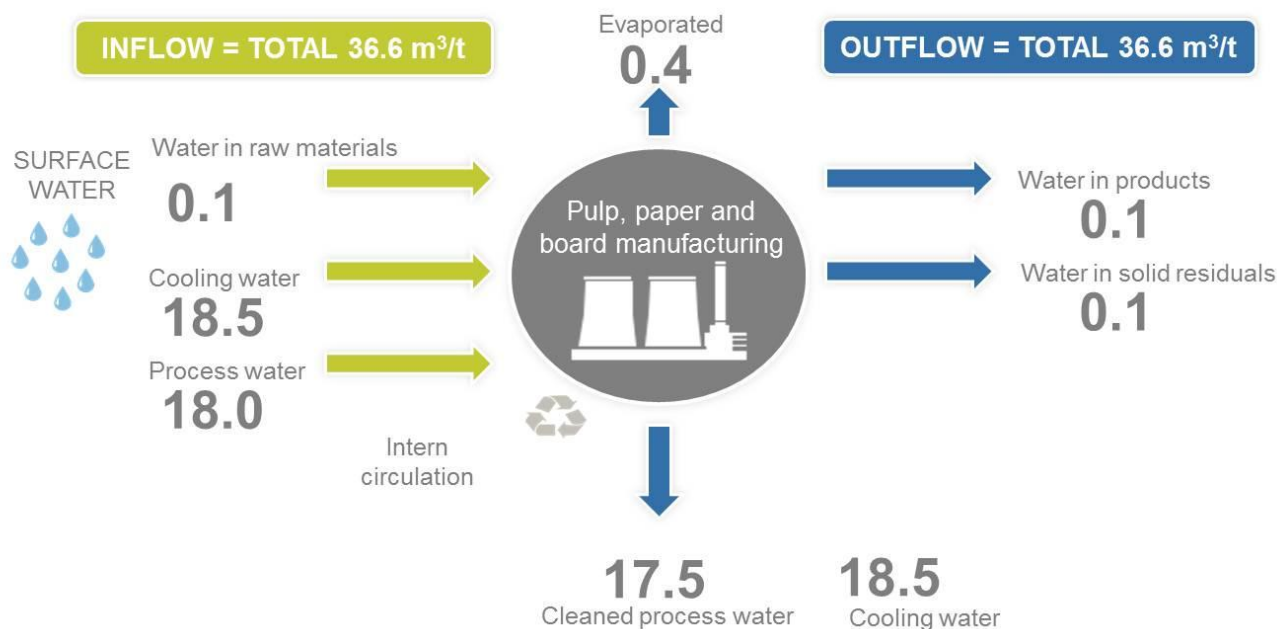 INFLOW = TOTAL 36.6 m³/t
Evaporated
0.4
OUTFLOW = TOTAL 36.6 m³/t
SURFACE
WATER
Water in raw materials
0.1
Cooling water
18.5
Process water
18.0
Intern
circulation
Pulp, paper and
board manufacturing
Water in products
0.1
Water in solid residuals
0.1
17.5
Cleaned process water
18.5
Cooling water